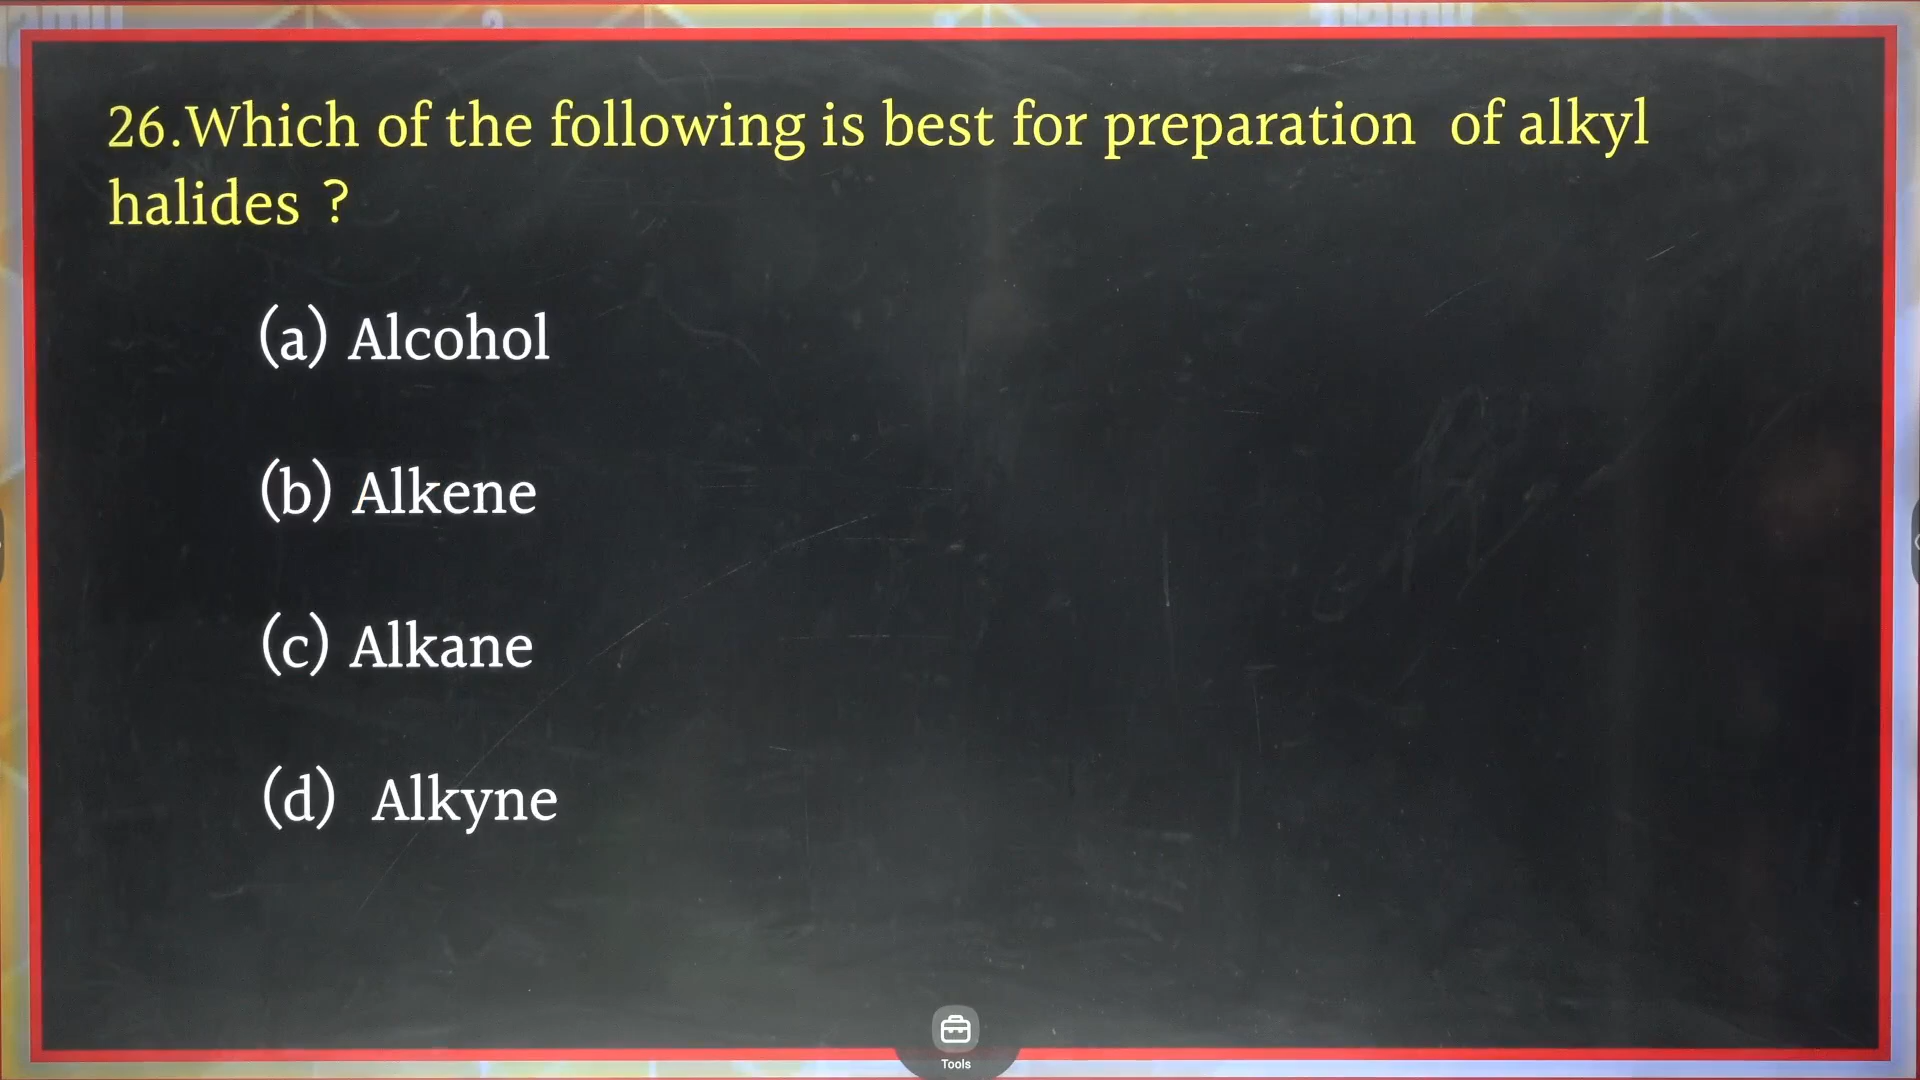 26.Which of the following is best for preparation of alkyl
halides ?
(a) Alcohol
(b) Alkene
(c) Alkane
(d) Alkyne
Tools